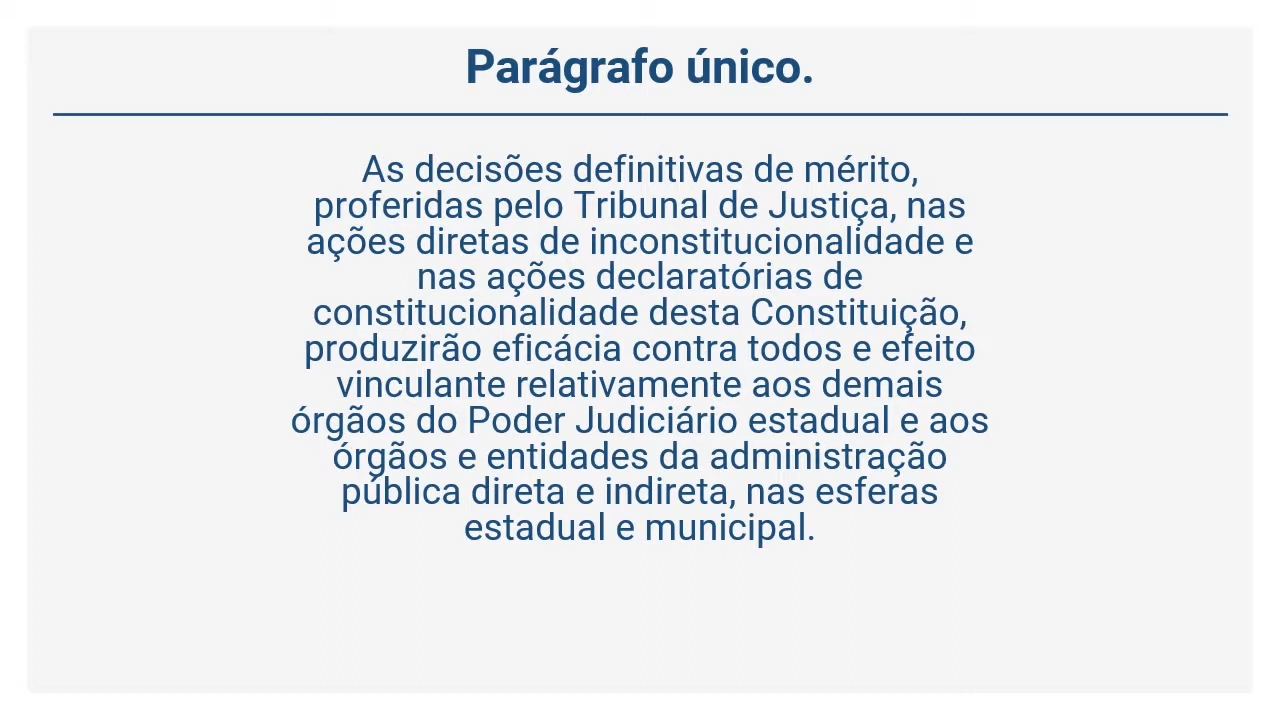 Parágrafo único.
As decisões definitivas de mérito,
proferidas pelo Tribunal de Justiça, nas
ações diretas de inconstitucionalidade e
nas ações declaratórias de
constitucionalidade desta Constituição,
produzirão eficácia contra todos e efeito
vinculante relativamente aos demais
órgãos do Poder Judiciário estadual e aos
órgãos e entidades da administração
pública direta e indireta, nas esferas
estadual e municipal.